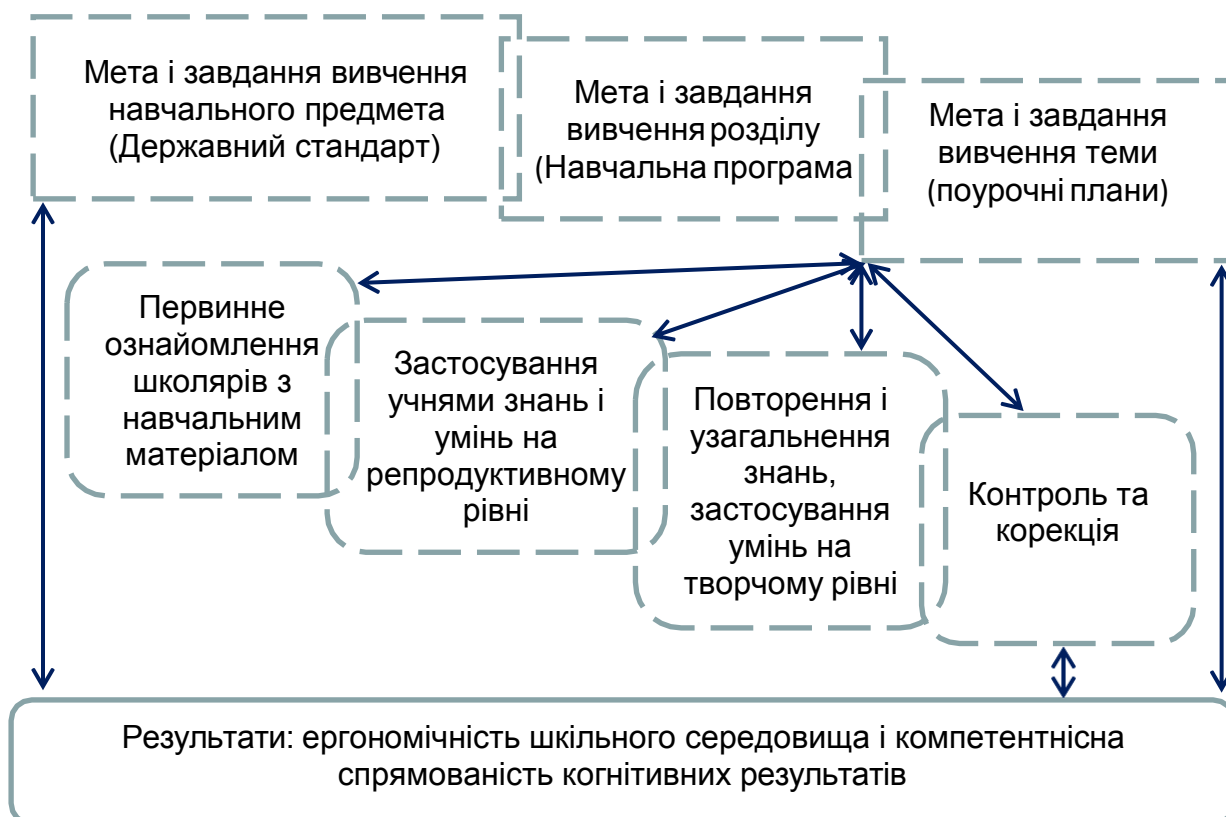 Мета і завдання вивчення
навчального предмета
(Державний стандарт)
Мета і завдання
вивчення розділу
(Навчальна програма
Мета і завдання
вивчення теми
(поурочні плани)
Первинне
ознайомлення
школярів з
навчальним
матеріалом
Застосування
учнями знань і
умінь на
репродуктивному
рівні
Повторення і
узагальнення
знань,
застосування
умінь на
творчому рівні
Контроль та
корекція
Результати: ергономічність шкільного середовища і компетентнісна
спрямованість когнітивних результатів